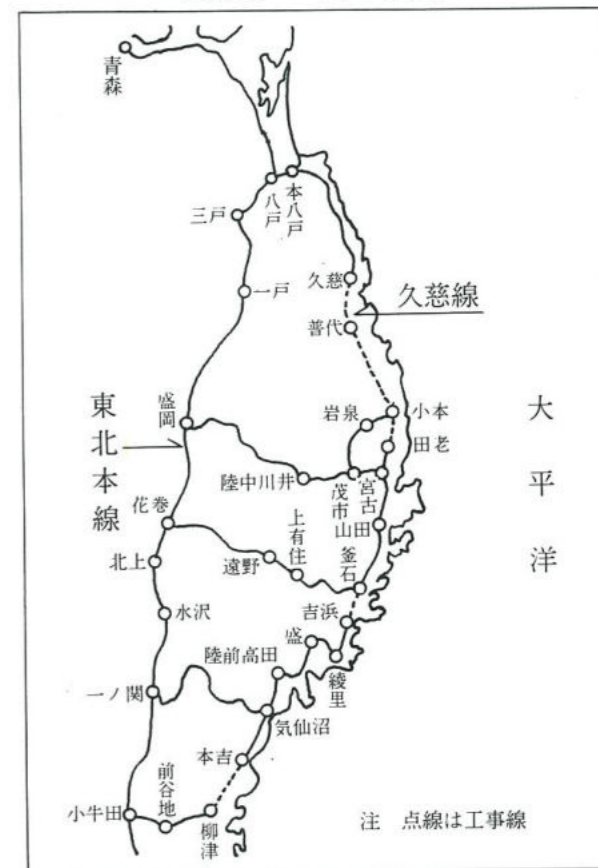 青森
八戸
本八戸
三戸
一戸
久慈
久慈線
普代
盛岡
東北本線
岩泉
小本
田老
大平洋
陸中川井
茂市
宮古
山田
花巻
上有住
遠野
釜石
北上
水沢
吉浜
盛
陸前高田
綾里
一ノ関
気仙沼
本吉
前谷地
小牛田
柳津
注 点線は工事線